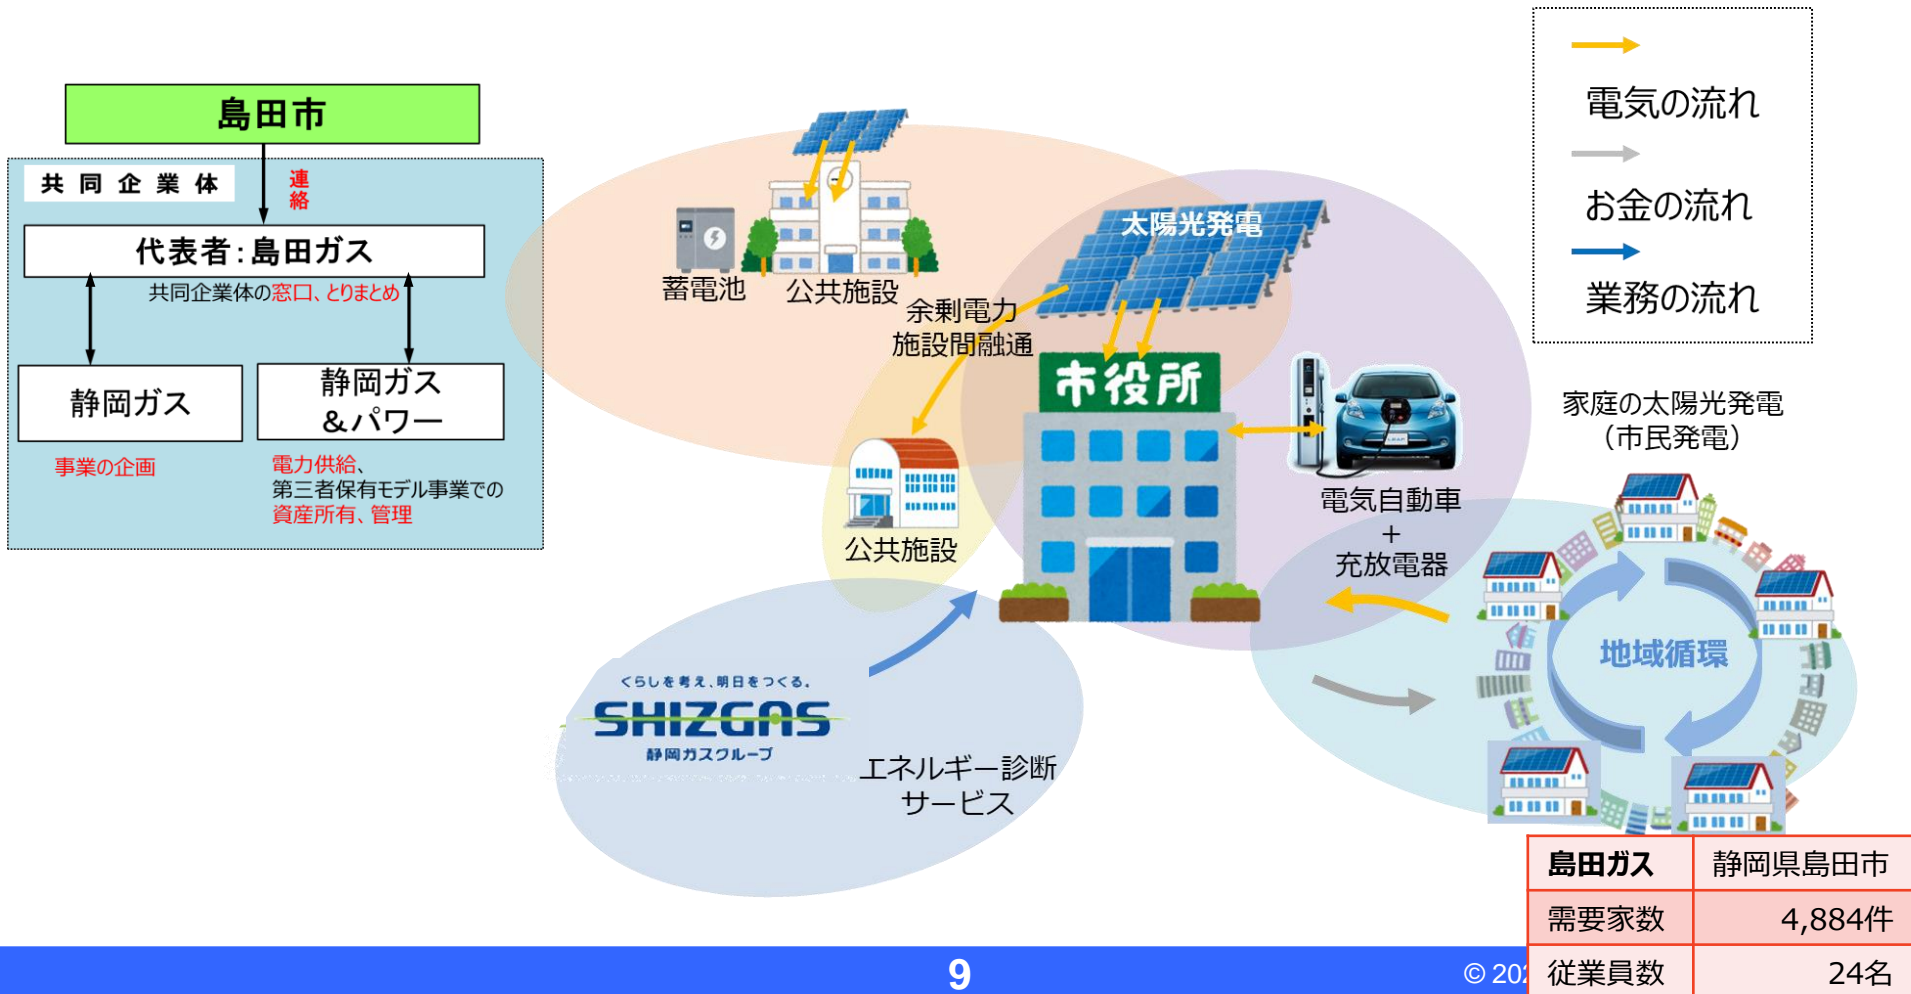 島田市
共同企業体
連絡
代表者：島田ガス
共同企業体の窓口、とりまとめ
静岡ガス
静岡ガス
＆パワー
事業の企画
電力供給、
第三者保有モデル事業での
資産所有、管理
蓄電池
公共施設
太陽光発電
余剰電力
施設間融通
市役所
公共施設
電気自動車
+
充放電器
くらしを考え、明日をつくる。
SHIZGAS
静岡ガスグループ
エネルギー診断
サービス
電気の流れ
お金の流れ
業務の流れ
家庭の太陽光発電
（市民発電）
地域循環
島田ガス 静岡県島田市
需要家数 4,884件
従業員数 24名
9
© 202